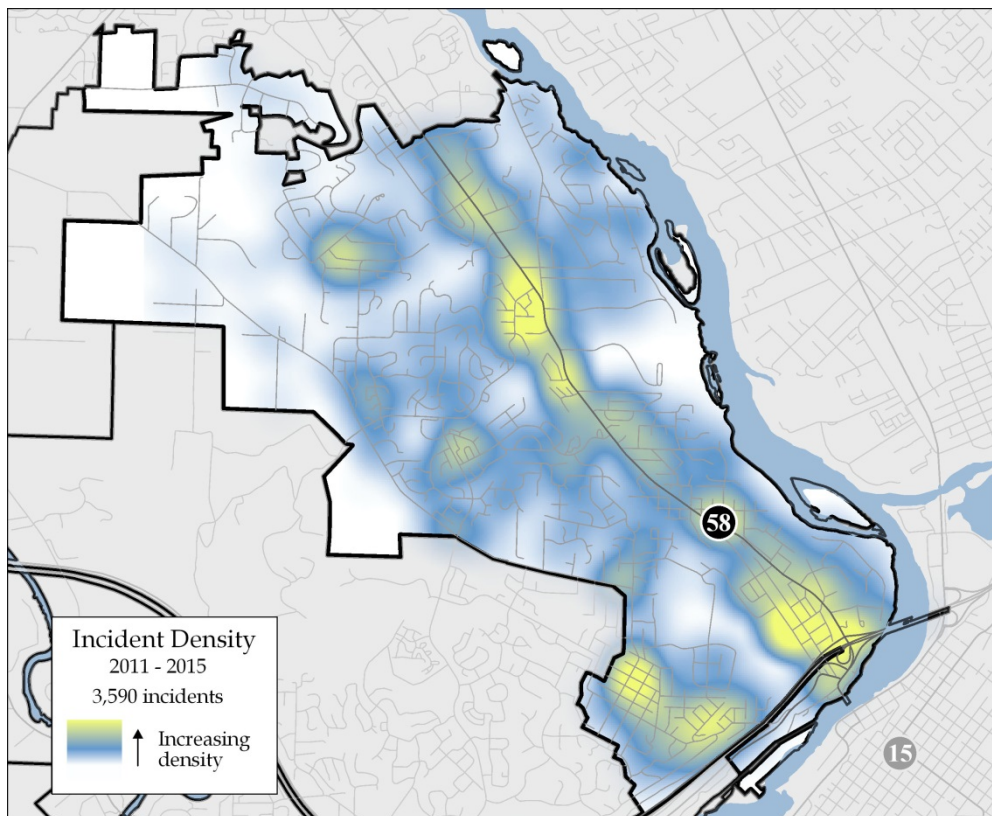 58
Incident Density
2011 - 2015
3,590 incidents
Increasing
density
15